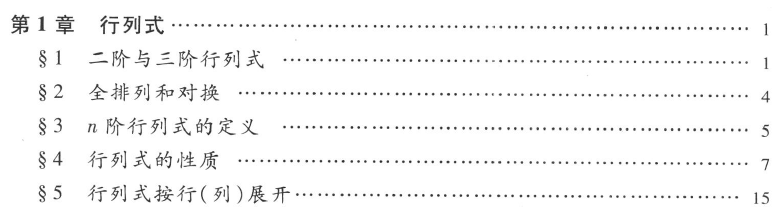 第1章 行列式 …… 1
§1 二阶与三阶行列式 …… 1
§2 全排列和对换 …… 4
§3 n阶行列式的定义 …… 5
§4 行列式的性质 …… 7
§5 行列式按行(列)展开 …… 15